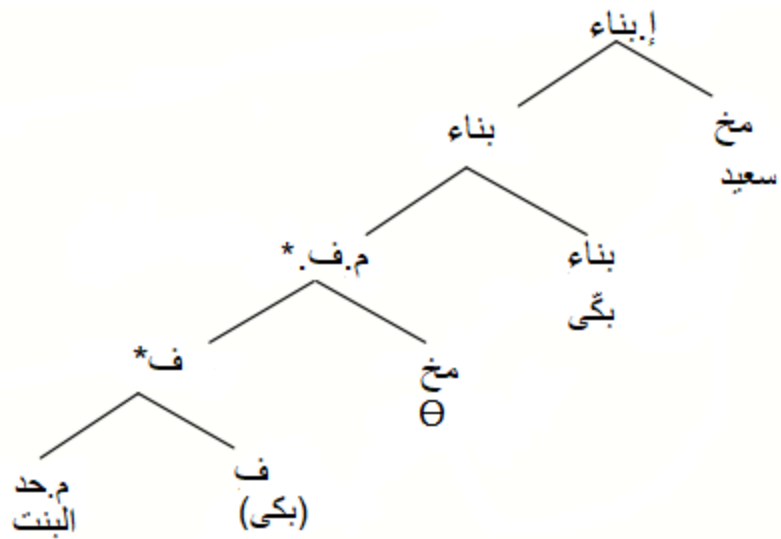 إ.بناء
مخ
سعيد
بناء
بناء
بكّى
م.ف.*
مخ
Ө
ف*
ف
(بكى)
م.حد
البنت